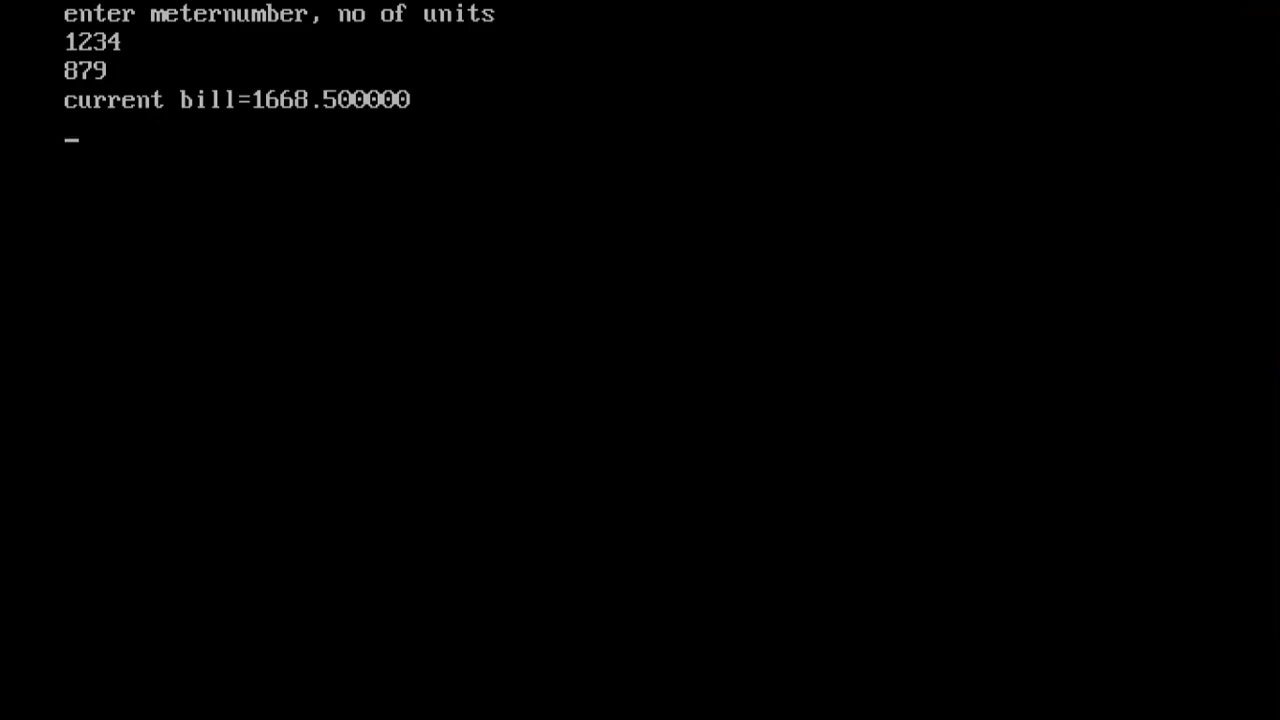 enter meternumber, no of units
1234
879
current bill=1668.500000
_